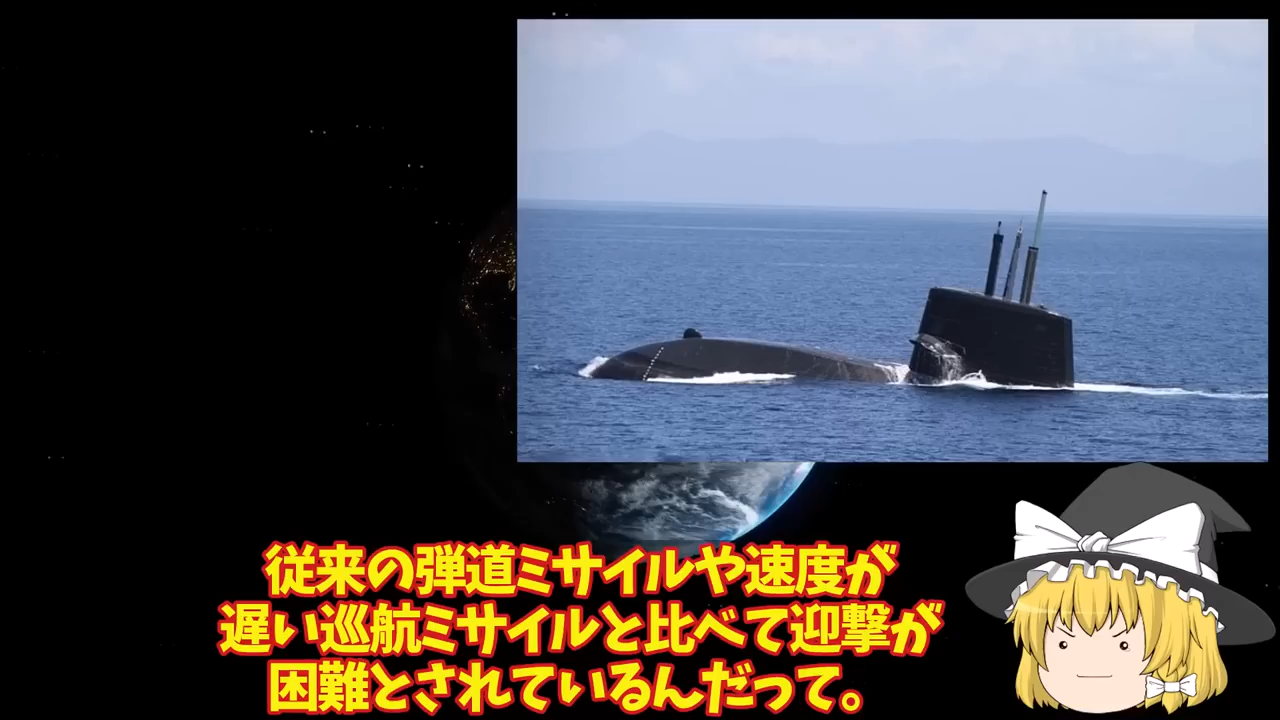 従来の弾道ミサイルや速度が
遅い巡航ミサイルと比べて迎撃が
困難とされているんだって。